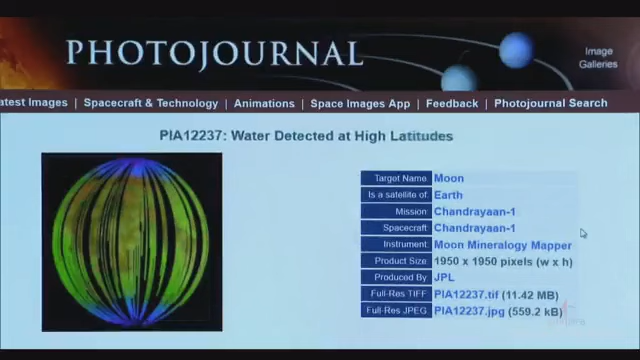 PHOTOJOURNAL
Image
Galleries
atest Images | Spacecraft & Technology | Animations | Space Images App | Feedback | Photojournal Search
PIA12237: Water Detected at High Latitudes
Target Name: Moon
Is a satellite of: Earth
Mission: Chandrayaan-1
Spacecraft: Chandrayaan-1
Instrument: Moon Mineralogy Mapper
Product Size: 1950 x 1950 pixels (w x h)
Produced By: JPL
Full-Res TIFF: PIA12237.tif (11.42 MB)
Full-Res JPEG: PIA12237.jpg (559.2 kB)